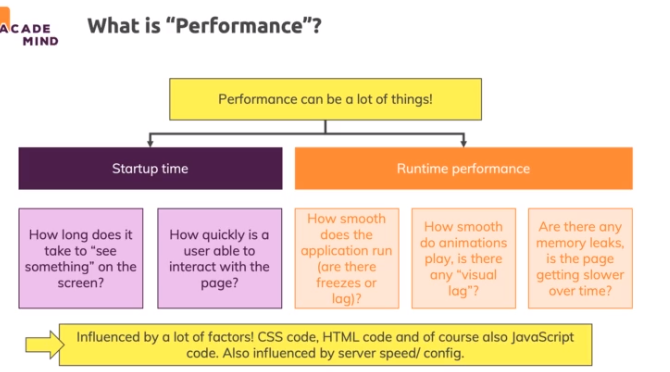 ACADE
MIND
What is “Performance”?
Performance can be a lot of things!
Startup time
Runtime performance
How long does it
take to “see
something” on the
screen?
How quickly is a
user able to
interact with the
page?
How smooth
does the
application run
(are there
freezes or
lag)?
How smooth
do animations
play, is there
any “visual
lag”?
Are there any
memory leaks,
is the page
getting slower
over time?
Influenced by a lot of factors! CSS code, HTML code and of course also JavaScript
code. Also influenced by server speed/ config.